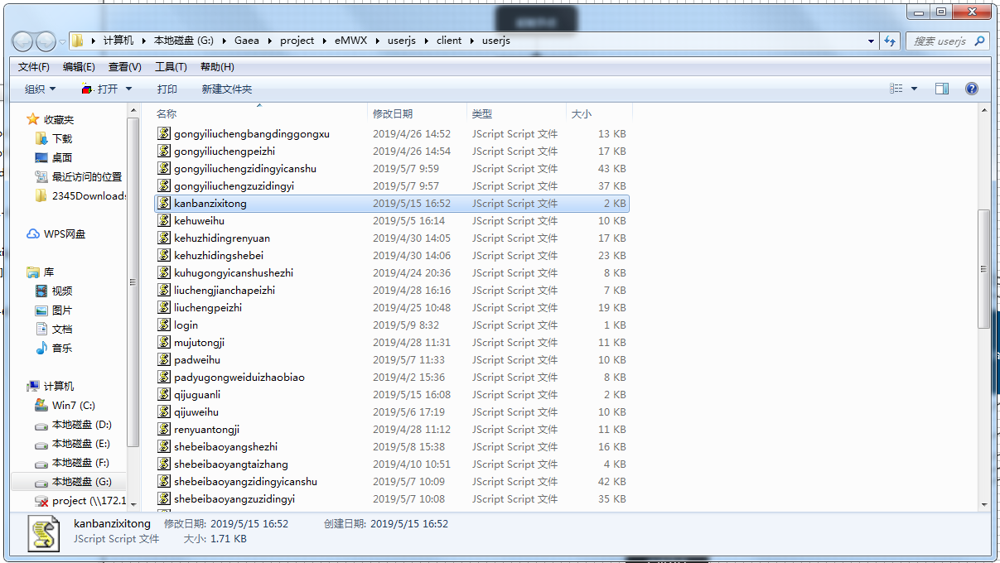 计算机 本地磁盘 (G:) Gaea project eMWX userjs client userjs 搜索 userjs
文件(F) 编辑(E) 查看(V) 工具(T) 帮助(H)
组织 打开 打印 新建文件夹
收藏夹
下载
桌面
最近访问的位置
2345Downloads
WPS网盘
库
视频
图片
文档
音乐
计算机
Win7 (C:)
本地磁盘 (D:)
本地磁盘 (E:)
本地磁盘 (F:)
本地磁盘 (G:)
project (\\172.1
名称 修改日期 类型 大小
gongyiliuchengbangdinggongxu 2019/4/26 14:52 JScript Script 文件 13 KB
gongyiliuchengpeizhi 2019/4/26 14:54 JScript Script 文件 17 KB
gongyiliuchengzidingyicanshu 2019/5/7 9:59 JScript Script 文件 43 KB
gongyiliuchengzuzidingyi 2019/5/7 9:57 JScript Script 文件 37 KB
kanbanzixitong 2019/5/15 16:52 JScript Script 文件 2 KB
kehuweihu 2019/5/5 16:14 JScript Script 文件 10 KB
kehuzhidingrenyuan 2019/4/30 14:05 JScript Script 文件 17 KB
kehuzhidingshebei 2019/4/30 14:06 JScript Script 文件 23 KB
kuhugongyicanshushezhi 2019/4/24 20:36 JScript Script 文件 8 KB
liuchengjianchapeizhi 2019/4/28 16:16 JScript Script 文件 7 KB
liuchengpeizhi 2019/4/25 10:48 JScript Script 文件 19 KB
login 2019/5/9 8:32 JScript Script 文件 1 KB
mujutongji 2019/4/28 11:31 JScript Script 文件 11 KB
padweihu 2019/5/7 11:33 JScript Script 文件 10 KB
padyugongweiduizhaobiao 2019/4/2 15:36 JScript Script 文件 8 KB
qijuguanli 2019/5/15 16:08 JScript Script 文件 2 KB
qijuweihu 2019/5/6 17:19 JScript Script 文件 10 KB
renyuantongji 2019/4/28 11:12 JScript Script 文件 11 KB
shebeibaoyangshezhi 2019/5/8 15:38 JScript Script 文件 16 KB
shebeibaoyangtaizhang 2019/4/10 10:51 JScript Script 文件 4 KB
shebeibaoyangzidingyicanshu 2019/5/7 10:09 JScript Script 文件 42 KB
shebeibaoyangzuzidingyi 2019/5/7 10:08 JScript Script 文件 35 KB
kanbanzixitong 修改日期: 2019/5/15 16:52 创建日期: 2019/5/15 16:52
JScript Script 文件 大小: 1.71 KB